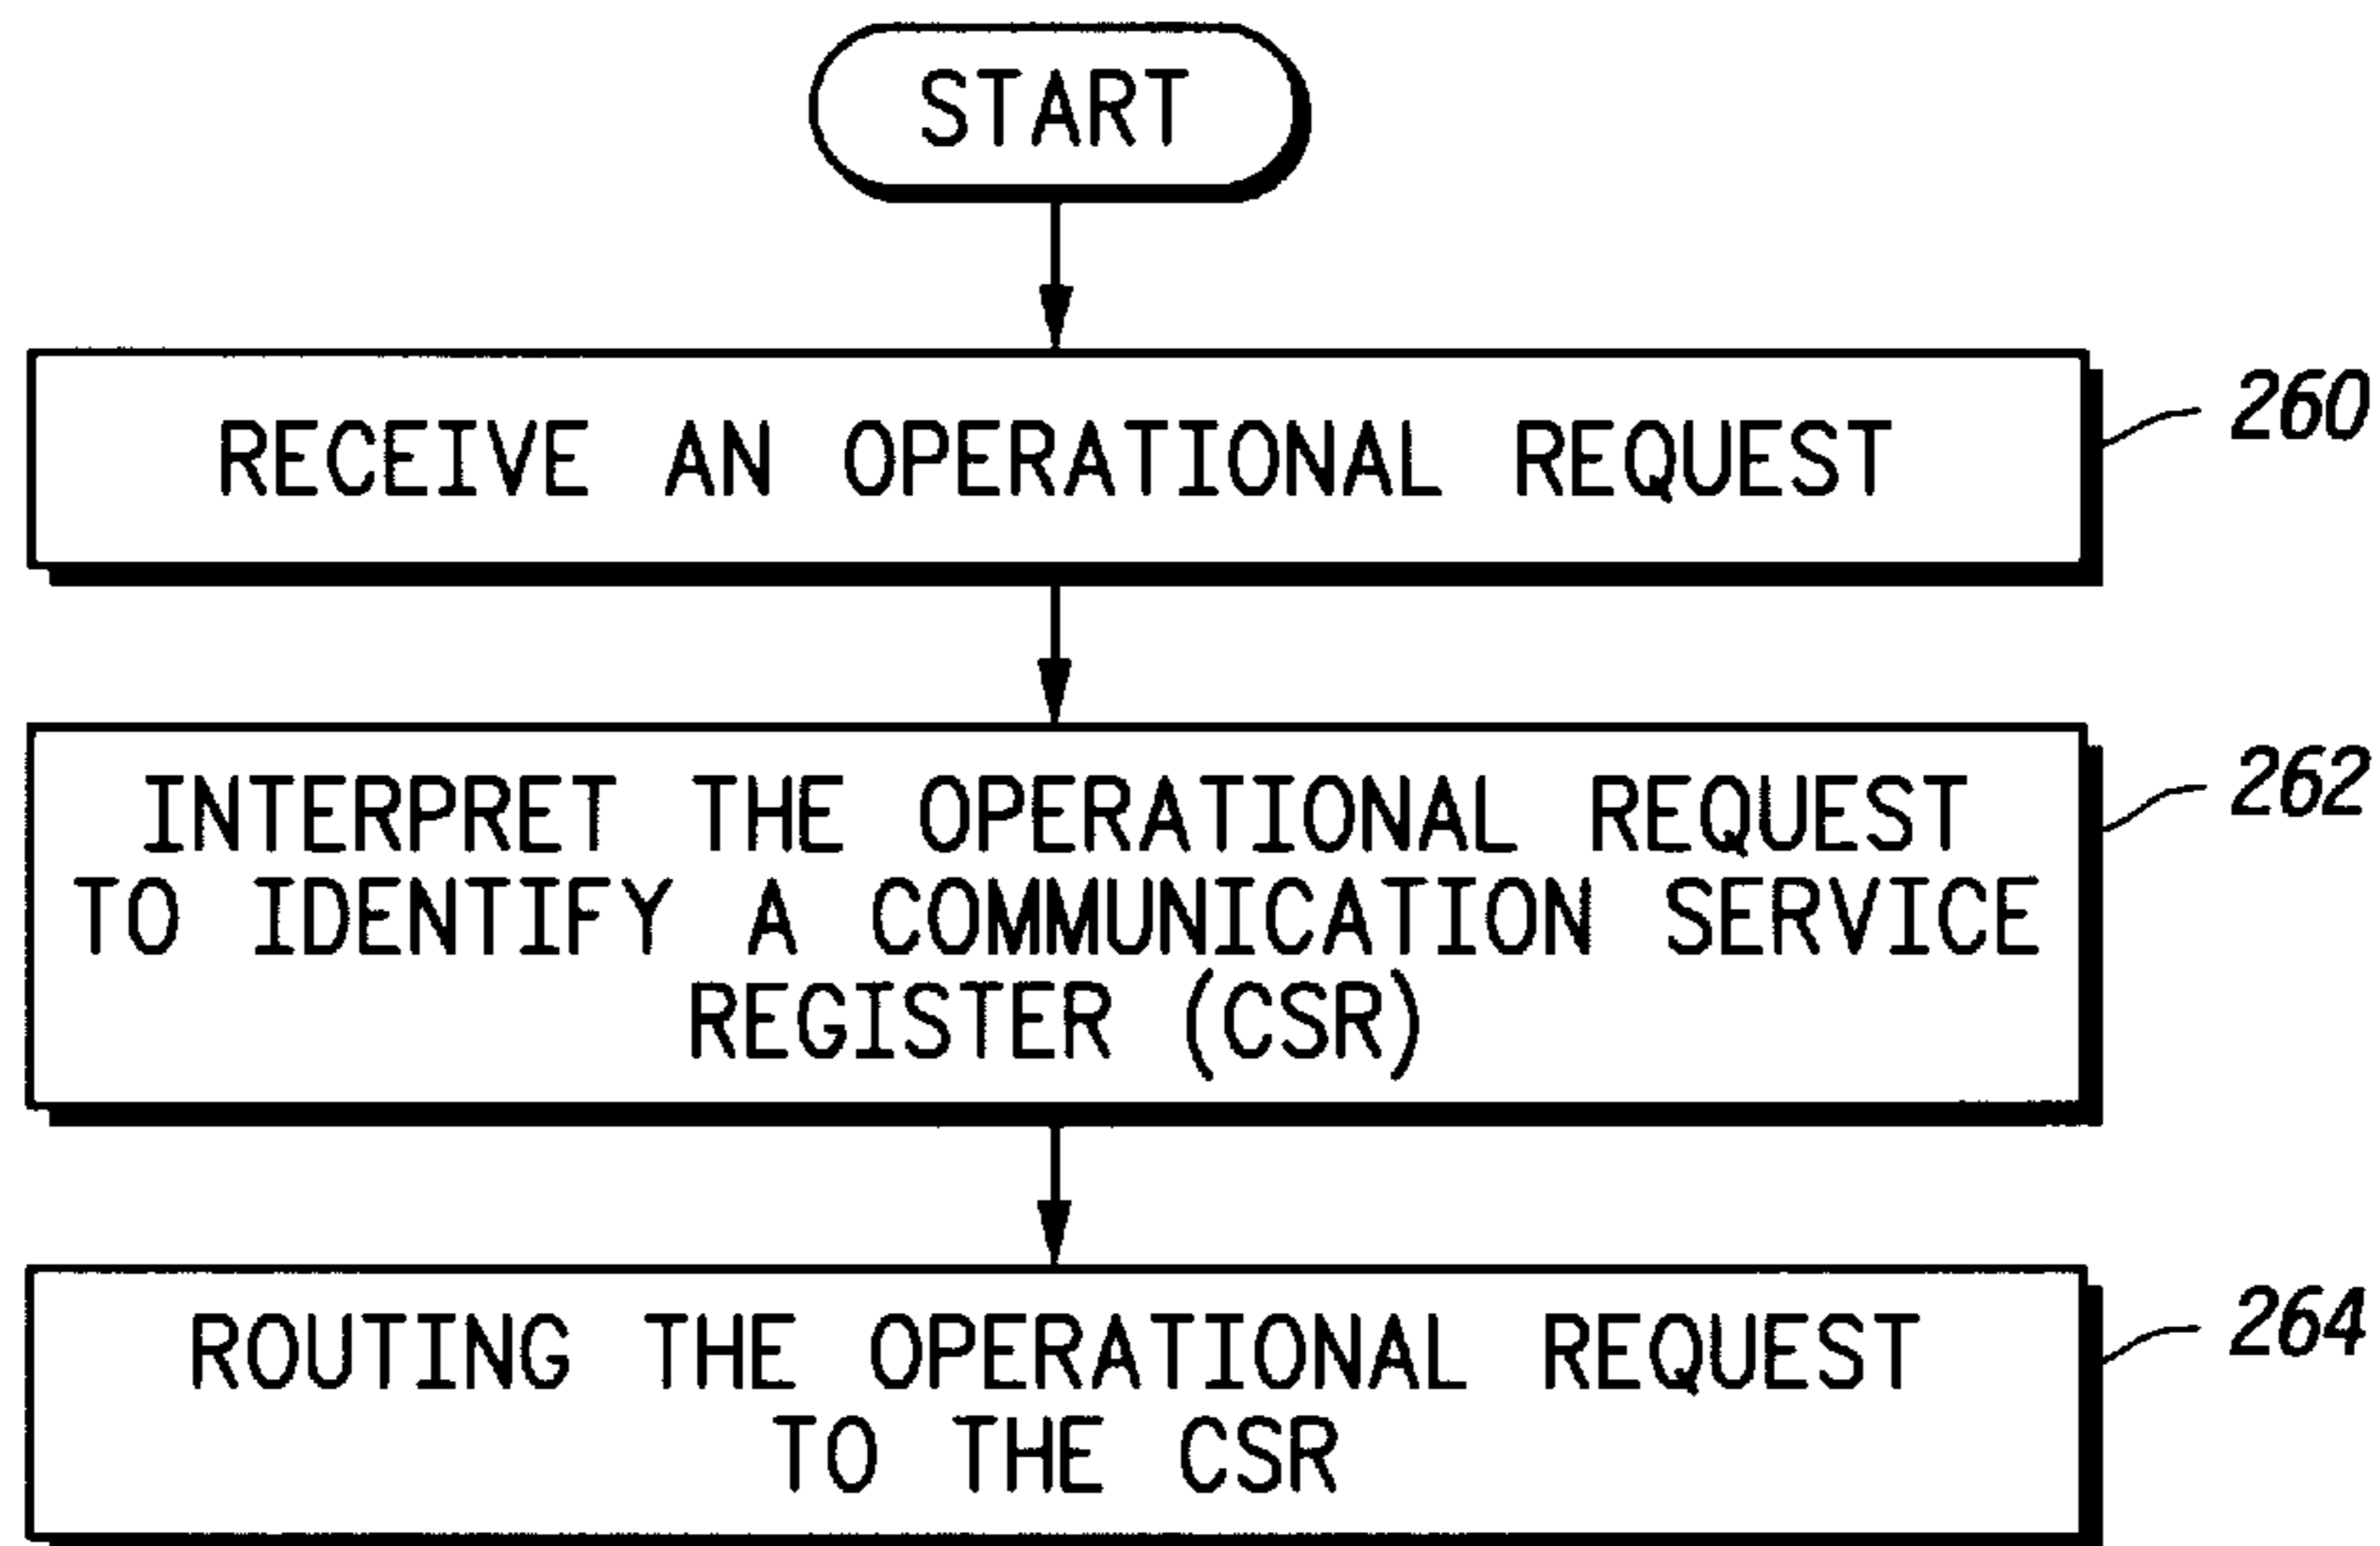 START
RECEIVE AN OPERATIONAL REQUEST
260
INTERPRET THE OPERATIONAL REQUEST
TO IDENTIFY A COMMUNICATION SERVICE
REGISTER (CSR)
262
ROUTING THE OPERATIONAL REQUEST
TO THE CSR
264